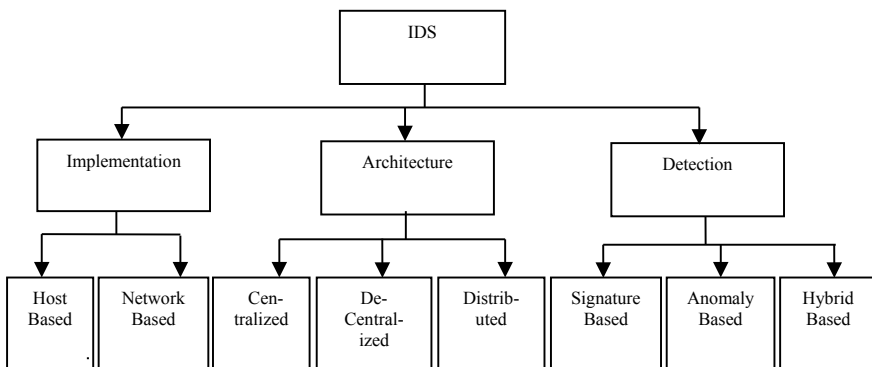 IDS
Implementation
Architecture
Detection
Host
Based
.
Network
Based
Cen-
tralized
De-
Central-
ized
Distrib-
uted
Signature
Based
Anomaly
Based
Hybrid
Based